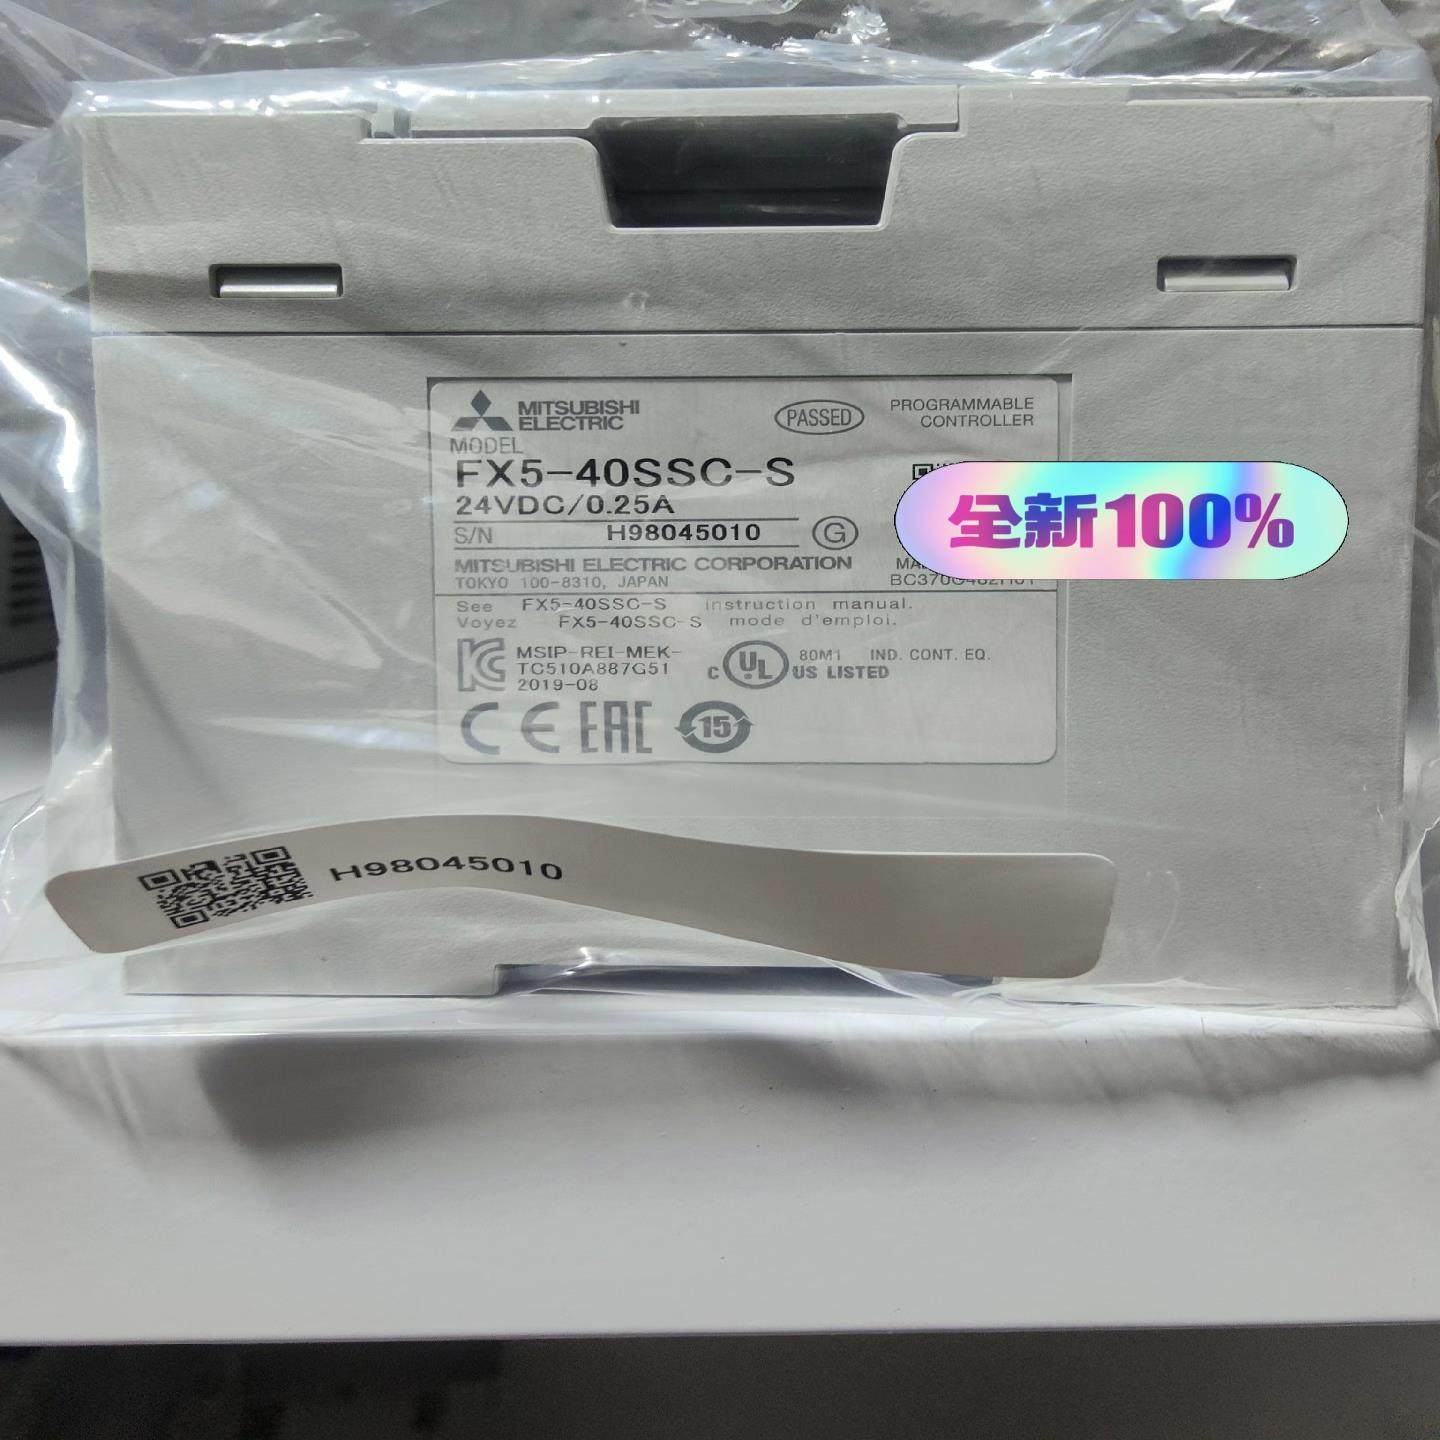 MITSUBISHI
ELECTRIC
PASSED
PROGRAMMABLE
CONTROLLER
MODEL
FX5-40SSC-S
24VDC/0.25A
S/N H98045010 G
全新100%
MITSUBISHI ELECTRIC CORPORATION
TOKYO 100-8310, JAPAN
See FX5-40SSC-S instruction manual.
Voyez FX5-40SSC-S mode d'emploi.
MSIP-REI-MEK-
TC510A887G51
2019-08
C UL US LISTED
80M1 IND. CONT. EQ.
CE EAC 15
H98045010